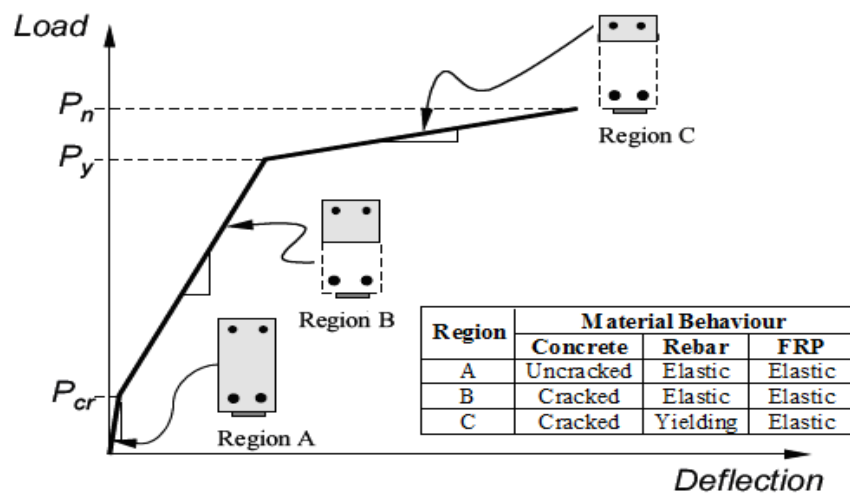 Load
Pn
Region C
Py
Region B
Region Material Behaviour
Concrete Rebar FRP
A Uncracked Elastic Elastic
B Cracked Elastic Elastic
C Cracked Yielding Elastic
Pcr
Region A
Deflection